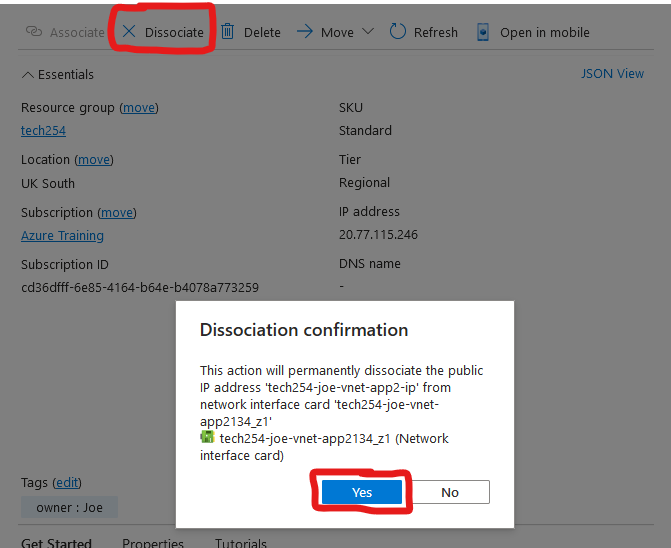 Associate Dissociate Delete Move Refresh Open in mobile
Essentials JSON View
Resource group (move)
tech254
Location (move)
UK South
Subscription (move)
Azure Training
Subscription ID
cd36dfff-6e85-4164-b64e-b4078a773259
SKU
Standard
Tier
Regional
IP address
20.77.115.246
DNS name
-
Dissociation confirmation
This action will permanently dissociate the public
IP address 'tech254-joe-vnet-app2-ip' from
network interface card 'tech254-joe-vnet-
app2134_z1'
tech254-joe-vnet-app2134_z1 (Network
interface card)
Yes No
Tags (edit)
owner : Joe
Get Started Properties Tutorials